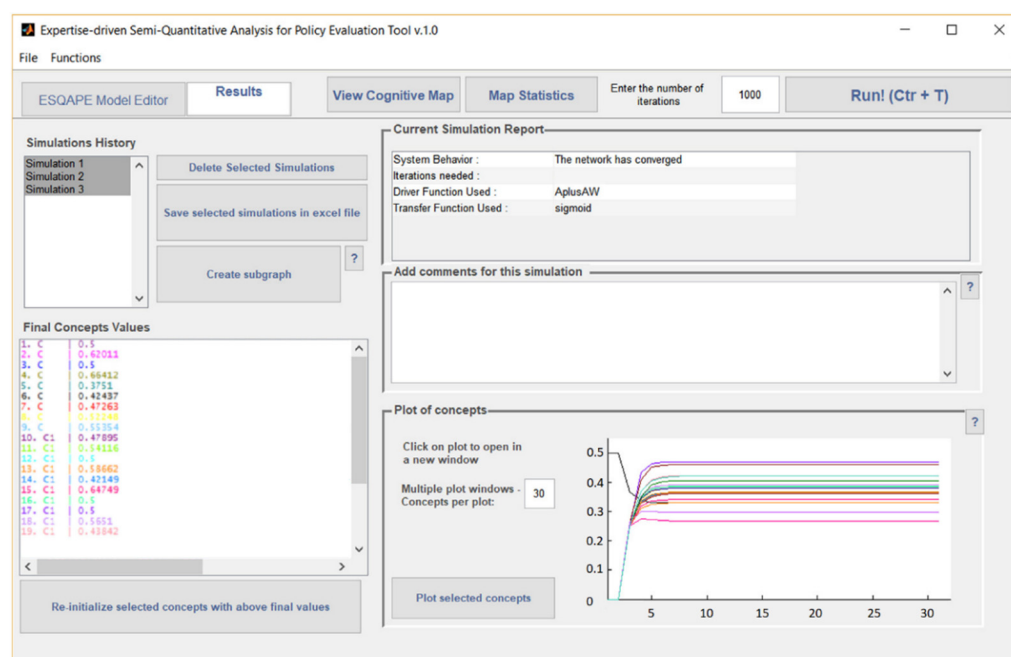 Expertise-driven Semi-Quantitative Analysis for Policy Evaluation Tool v.1.0
File Functions
ESQAPE Model Editor
Results
View Cognitive Map
Map Statistics
Enter the number of
iterations
1000
Run! (Ctr + T)
Simulations History
Simulation 1
Simulation 2
Simulation 3
Delete Selected Simulations
Save selected simulations in excel file
Create subgraph
?
Current Simulation Report
System Behavior : The network has converged
Iterations needed :
Driver Function Used : AplusAW
Transfer Function Used : sigmoid
Add comments for this simulation
?
Final Concepts Values
1. C | 0.5
2. C | 0.62011
3. C | 0.5
4. C | 0.66412
5. C | 0.3751
6. C | 0.42437
7. C | 0.47263
9. C | 0.55354
10. C1 | 0.47895
11. C1 | 0.54116
12. C1 | 0.5
13. C1 | 0.58662
14. C1 | 0.42149
15. C1 | 0.64749
16. C1 | 0.5
17. C1 | 0.5
18. C1 | 0.5651
19. C1 | 0.43842
Re-initialize selected concepts with above final values
Plot of concepts
?
Click on plot to open in
a new window
Multiple plot windows -
Concepts per plot:
30
Plot selected concepts
0.5
0.4
0.3
0.2
0.1
0
5 10 15 20 25 30